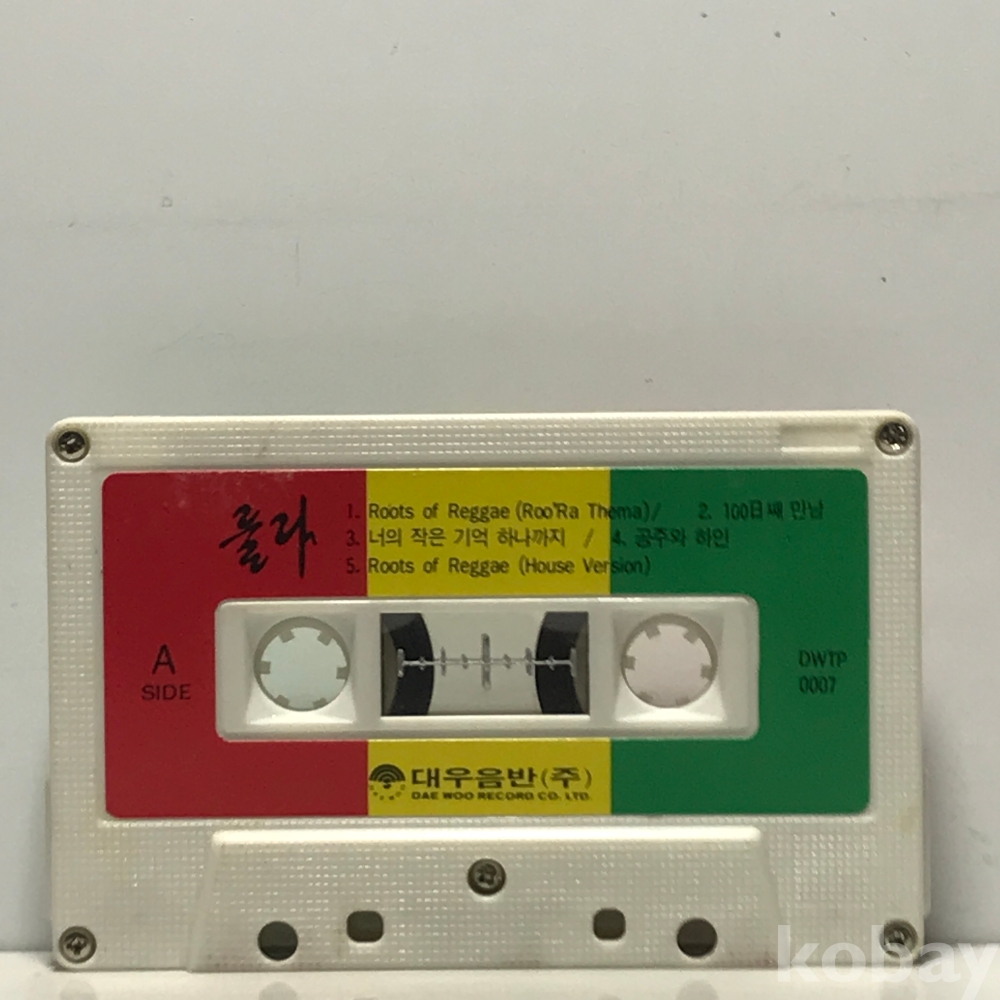 룰라
1. Roots of Reggae (Roo'Ra Thema)/ 2. 100日째 만남
3. 너의 작은 기억 하나까지 / 4. 공주와 하인
5. Roots of Reggae (House Version)
A
SIDE
DWTP
0007
대우음반(주)
DAE WOO RECORD CO. LTD.
kobay